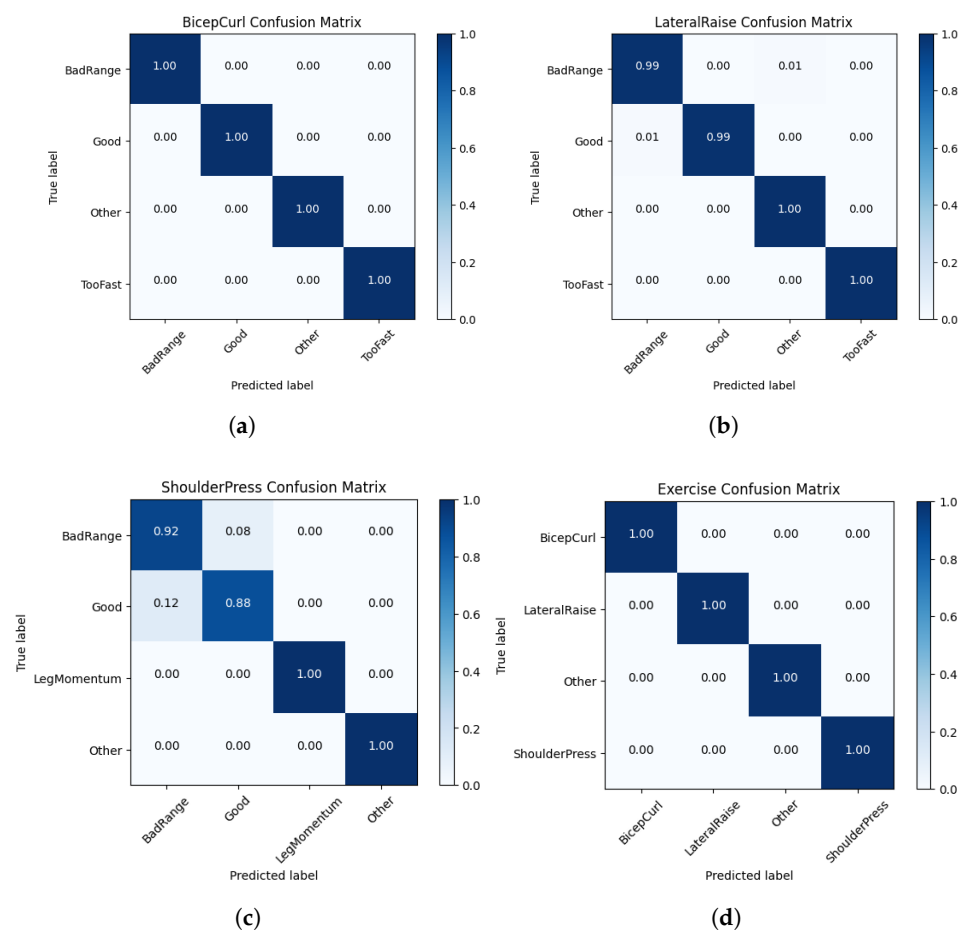 BicepCurl Confusion Matrix
BadRange 1.00 0.00 0.00 0.00
Good 0.00 1.00 0.00 0.00
Other 0.00 0.00 1.00 0.00
TooFast 0.00 0.00 0.00 1.00
BadRange Good Other TooFast
True label
Predicted label
1.0
0.8
0.6
0.4
0.2
0.0
(a)
LateralRaise Confusion Matrix
BadRange 0.99 0.00 0.01 0.00
Good 0.01 0.99 0.00 0.00
Other 0.00 0.00 1.00 0.00
TooFast 0.00 0.00 0.00 1.00
BadRange Good Other TooFast
True label
Predicted label
1.0
0.8
0.6
0.4
0.2
0.0
(b)
ShoulderPress Confusion Matrix
BadRange 0.92 0.08 0.00 0.00
Good 0.12 0.88 0.00 0.00
LegMomentum 0.00 0.00 1.00 0.00
Other 0.00 0.00 0.00 1.00
BadRange Good LegMomentum Other
True label
Predicted label
1.0
0.8
0.6
0.4
0.2
0.0
(c)
Exercise Confusion Matrix
BicepCurl 1.00 0.00 0.00 0.00
LateralRaise 0.00 1.00 0.00 0.00
Other 0.00 0.00 1.00 0.00
ShoulderPress 0.00 0.00 0.00 1.00
BicepCurl LateralRaise Other ShoulderPress
True label
Predicted label
1.0
0.8
0.6
0.4
0.2
0.0
(d)